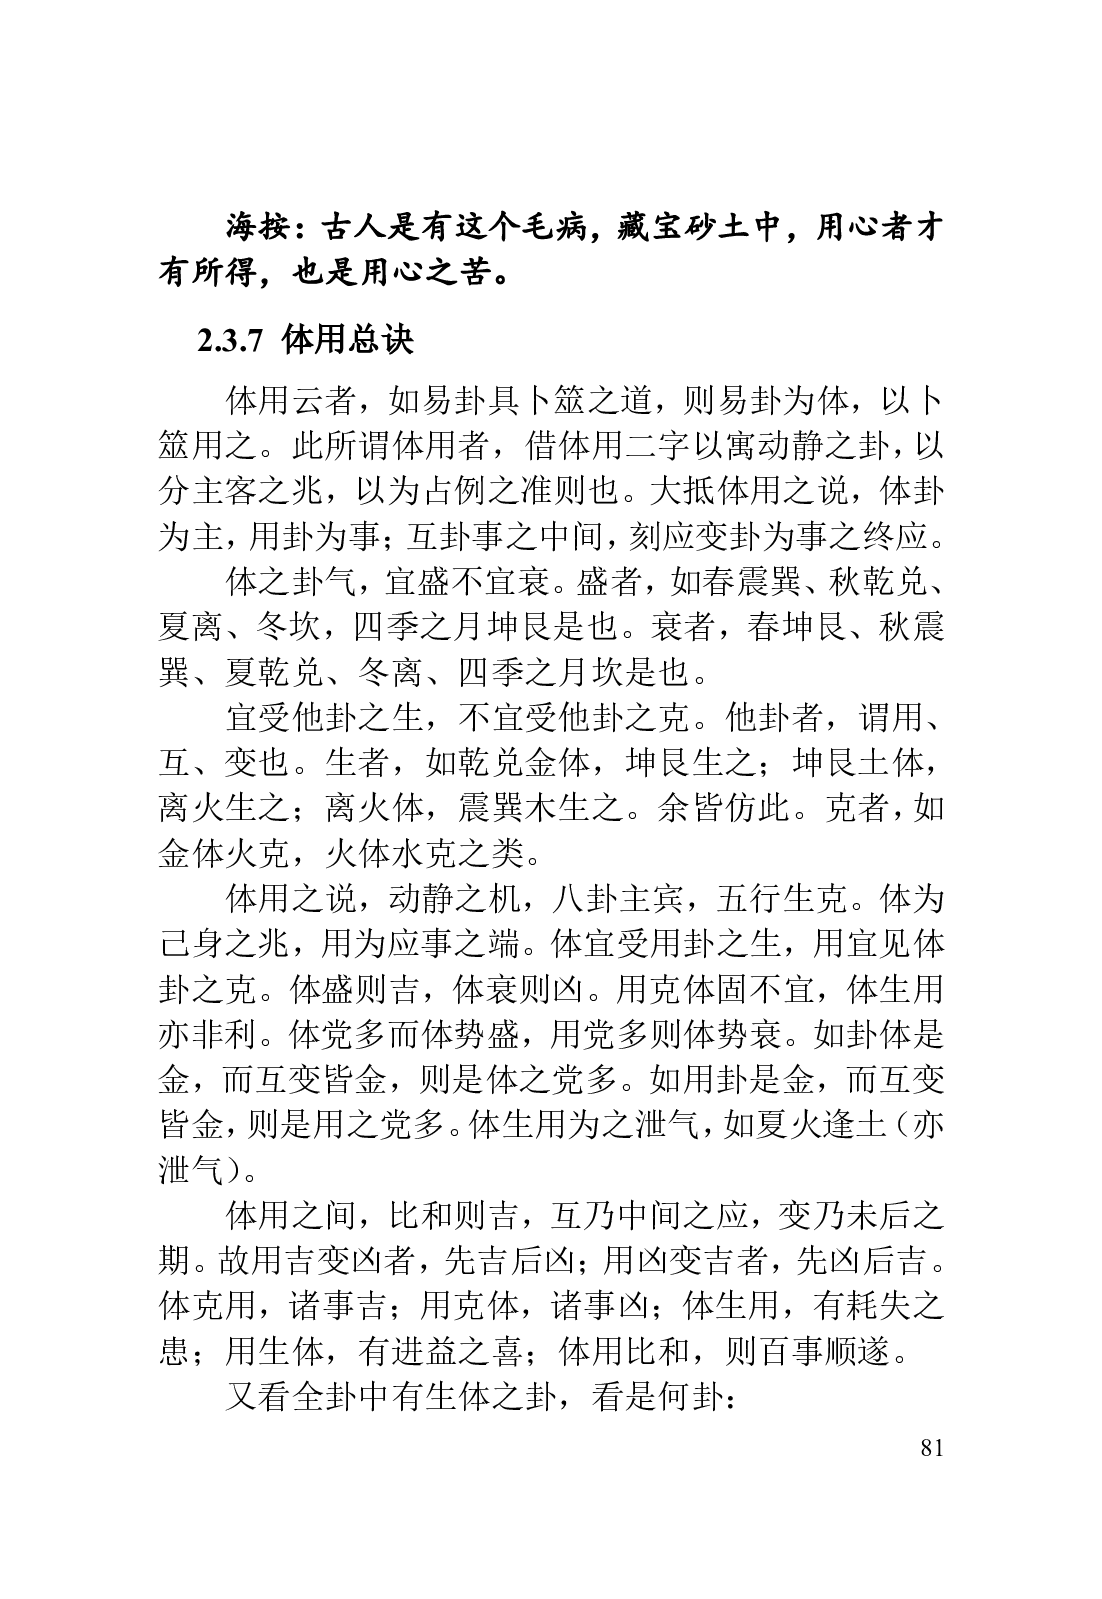 海按：古人是有这个毛病，藏宝砂土中，用心者才
有所得，也是用心之苦。
2.3.7 体用总诀
体用云者，如易卦具卜筮之道，则易卦为体，以卜
筮用之。此所谓体用者，借体用二字以寓动静之卦，以
分主客之兆，以为占例之准则也。大抵体用之说，体卦
为主，用卦为事；互卦事之中间，刻应变卦为事之终应。
体之卦气，宜盛不宜衰。盛者，如春震巽、秋乾兑、
夏离、冬坎，四季之月坤艮是也。衰者，春坤艮、秋震
巽、夏乾兑、冬离、四季之月坎是也。
宜受他卦之生，不宜受他卦之克。他卦者，谓用、
互、变也。生者，如乾兑金体，坤艮生之；坤艮土体，
离火生之；离火体，震巽木生之。余皆仿此。克者，如
金体火克，火体水克之类。
体用之说，动静之机，八卦主宾，五行生克。体为
己身之兆，用为应事之端。体宜受用卦之生，用宜见体
卦之克。体盛则吉，体衰则凶。用克体固不宜，体生用
亦非利。体党多而体势盛，用党多则体势衰。如卦体是
金，而互变皆金，则是体之党多。如用卦是金，而互变
皆金，则是用之党多。体生用为之泄气，如夏火逢土（亦
泄气）。
体用之间，比和则吉，互乃中间之应，变乃未后之
期。故用吉变凶者，先吉后凶；用凶变吉者，先凶后吉。
体克用，诸事吉；用克体，诸事凶；体生用，有耗失之
患；用生体，有进益之喜；体用比和，则百事顺遂。
又看全卦中有生体之卦，看是何卦：
81